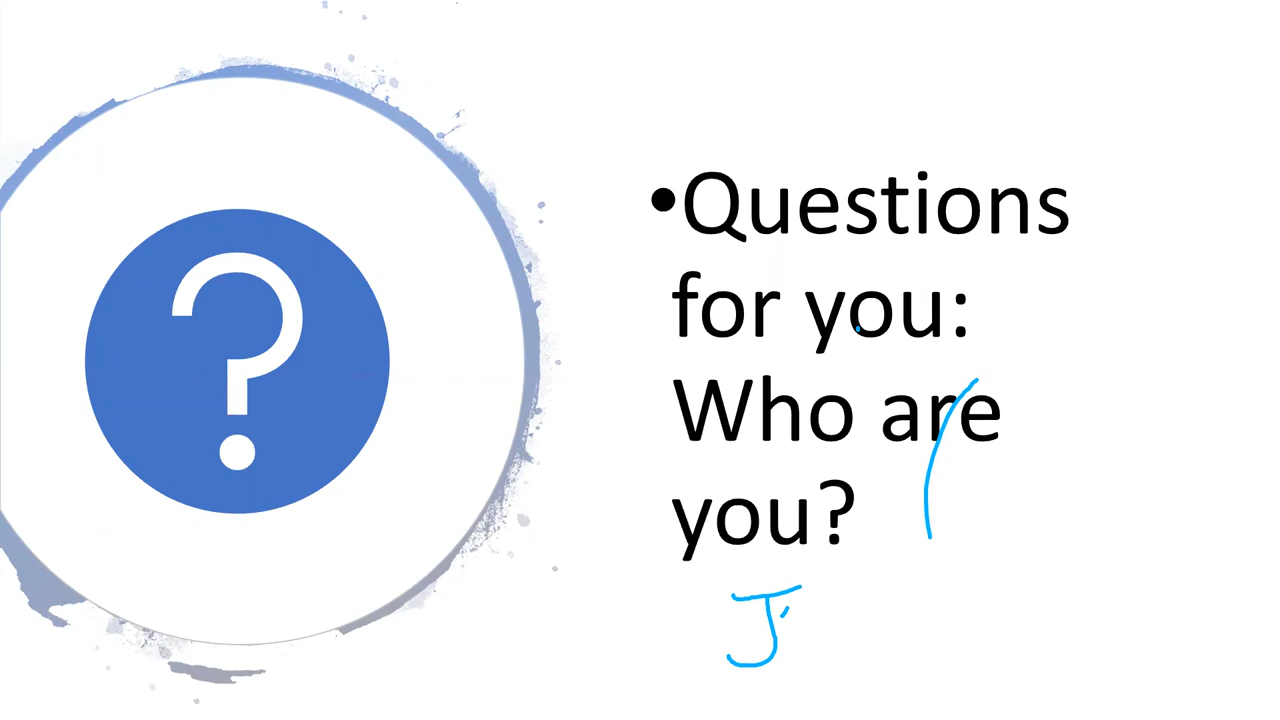 •Questions
for you:
Who are
you?
J